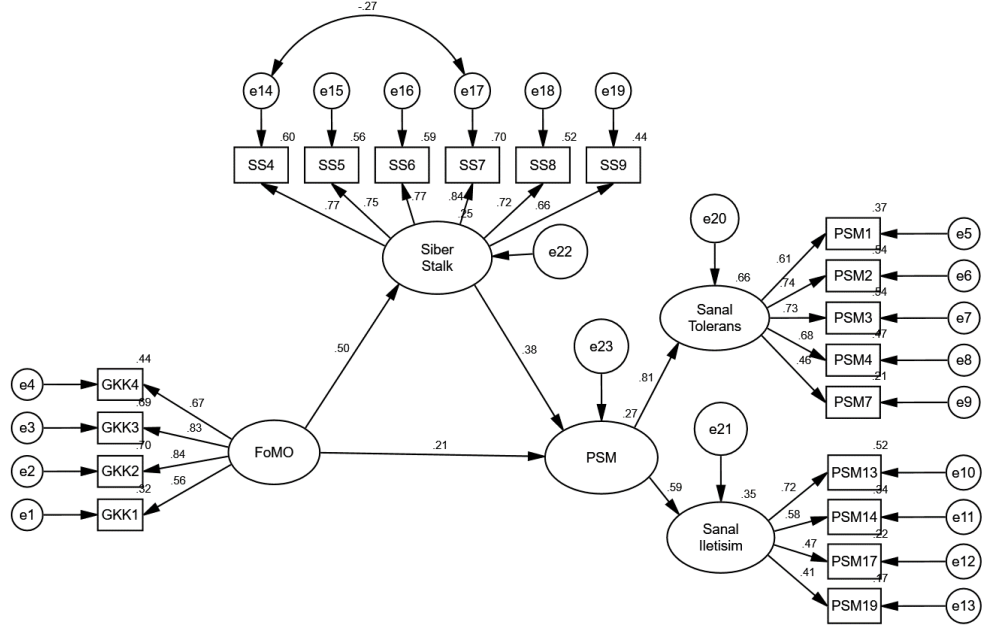 -.27
e14 e15 e16 e17 e18 e19
.60 .56 .59 .70 .52 .44
SS4 SS5 SS6 SS7 SS8 SS9
.77 .75 .77 .84 .72 .66
.25
Siber
Stalk
e22
e20
.66
Sanal
Tolerans
.37
PSM1 e5
.61
.54
PSM2 e6
.74
.54
PSM3 e7
.73
.47
PSM4 e8
.68
.21
PSM7 e9
.46
.50
.38
e23
.81
.27
PSM
.44
e4 GKK4
.67
.69
e3 GKK3
.83
.70
e2 GKK2
.84
.32
e1 GKK1
.56
FoMO
.21
e21
.59
.35
Sanal
Iletisim
.52
PSM13 e10
.72
.34
PSM14 e11
.58
.22
PSM17 e12
.47
.17
PSM19 e13
.41